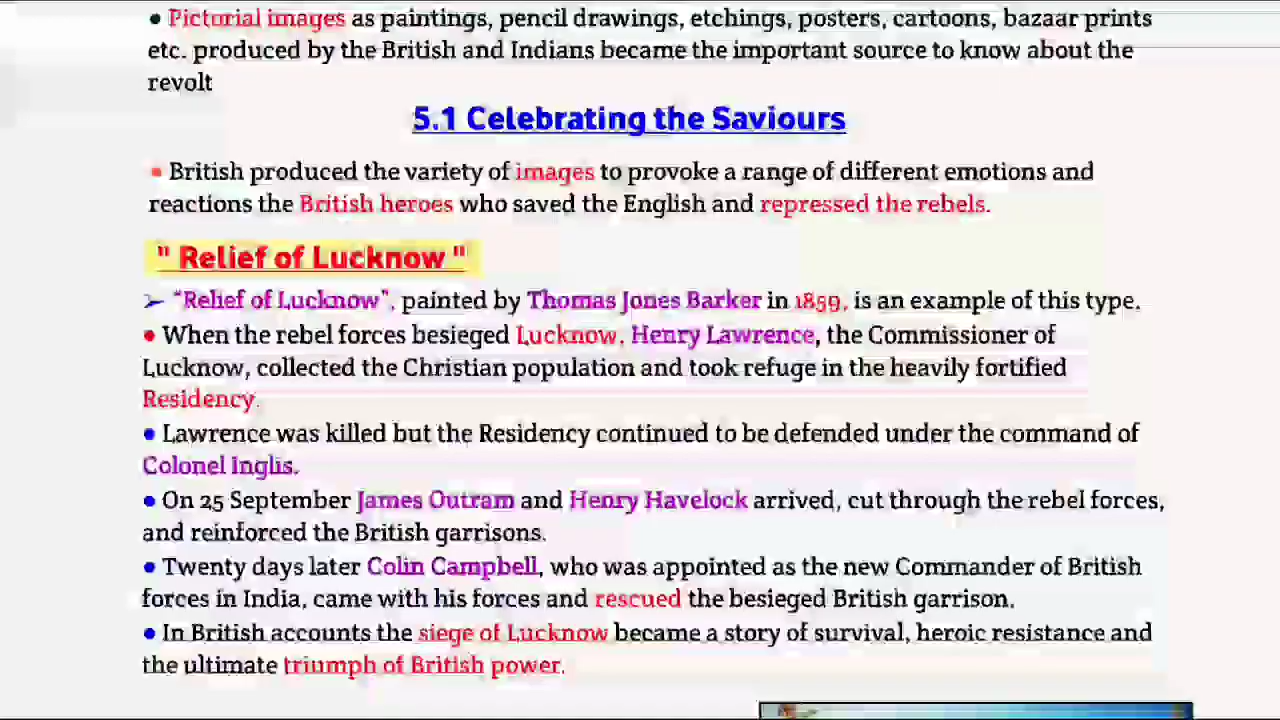 ● Pictorial images as paintings, pencil drawings, etchings, posters, cartoons, bazaar prints
etc. produced by the British and Indians became the important source to know about the
revolt
5.1 Celebrating the Saviours
• British produced the variety of images to provoke a range of different emotions and
reactions the British heroes who saved the English and repressed the rebels.
" Relief of Lucknow "
➢ “Relief of Lucknow”, painted by Thomas Jones Barker in 1859, is an example of this type.
● When the rebel forces besieged Lucknow, Henry Lawrence, the Commissioner of
Lucknow, collected the Christian population and took refuge in the heavily fortified
Residency.
● Lawrence was killed but the Residency continued to be defended under the command of
Colonel Inglis.
● On 25 September James Outram and Henry Havelock arrived, cut through the rebel forces,
and reinforced the British garrisons.
● Twenty days later Colin Campbell, who was appointed as the new Commander of British
forces in India, came with his forces and rescued the besieged British garrison.
● In British accounts the siege of Lucknow became a story of survival, heroic resistance and
the ultimate triumph of British power.